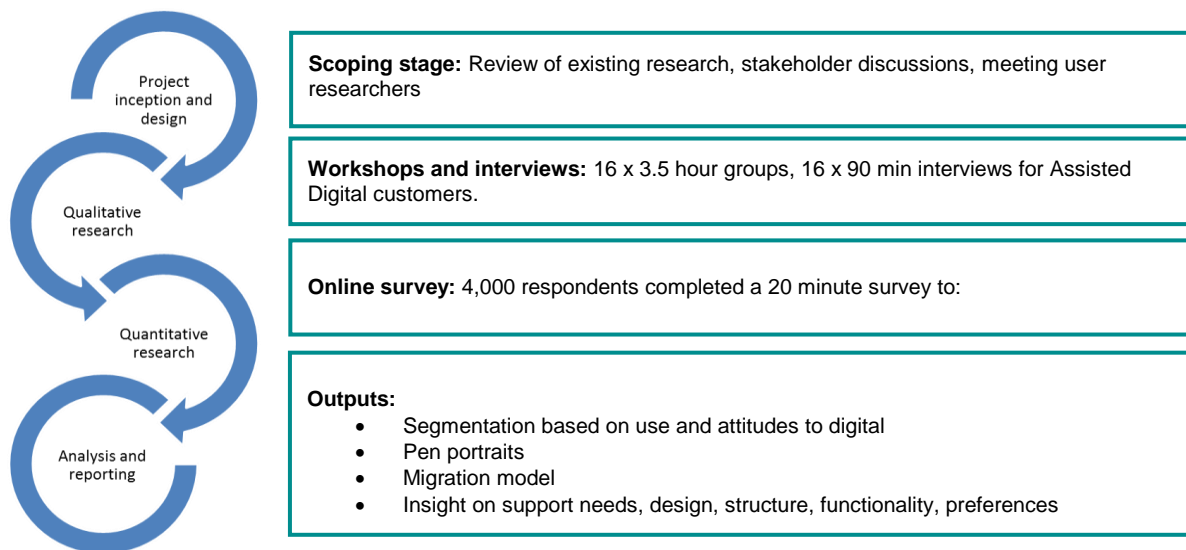 Project
inception and
design
Scoping stage: Review of existing research, stakeholder discussions, meeting user
researchers
Qualitative
research
Workshops and interviews: 16 x 3.5 hour groups, 16 x 90 min interviews for Assisted
Digital customers.
Quantitative
research
Online survey: 4,000 respondents completed a 20 minute survey to:
Analysis and
reporting
Outputs:
• Segmentation based on use and attitudes to digital
• Pen portraits
• Migration model
• Insight on support needs, design, structure, functionality, preferences